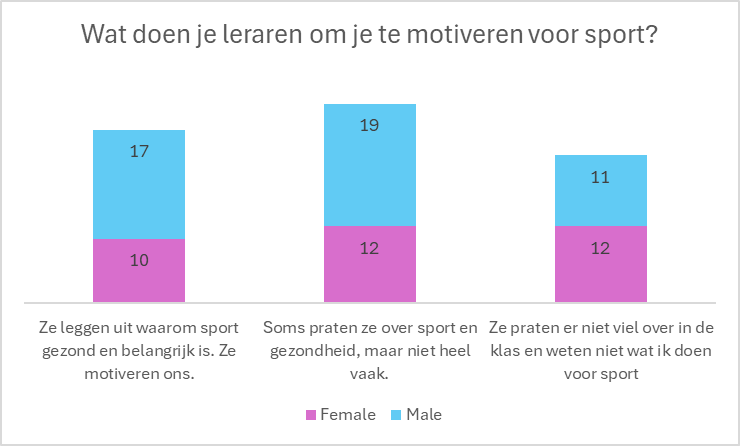 Wat doen je leraren om je te motiveren voor sport?
17
19
11
10
12
12
Ze leggen uit waarom sport
gezond en belangrijk is. Ze
motiveren ons.
Soms praten ze over sport en
gezondheid, maar niet heel
vaak.
Ze praten er niet viel over in de
klas en weten niet wat ik doen
voor sport
Female
Male